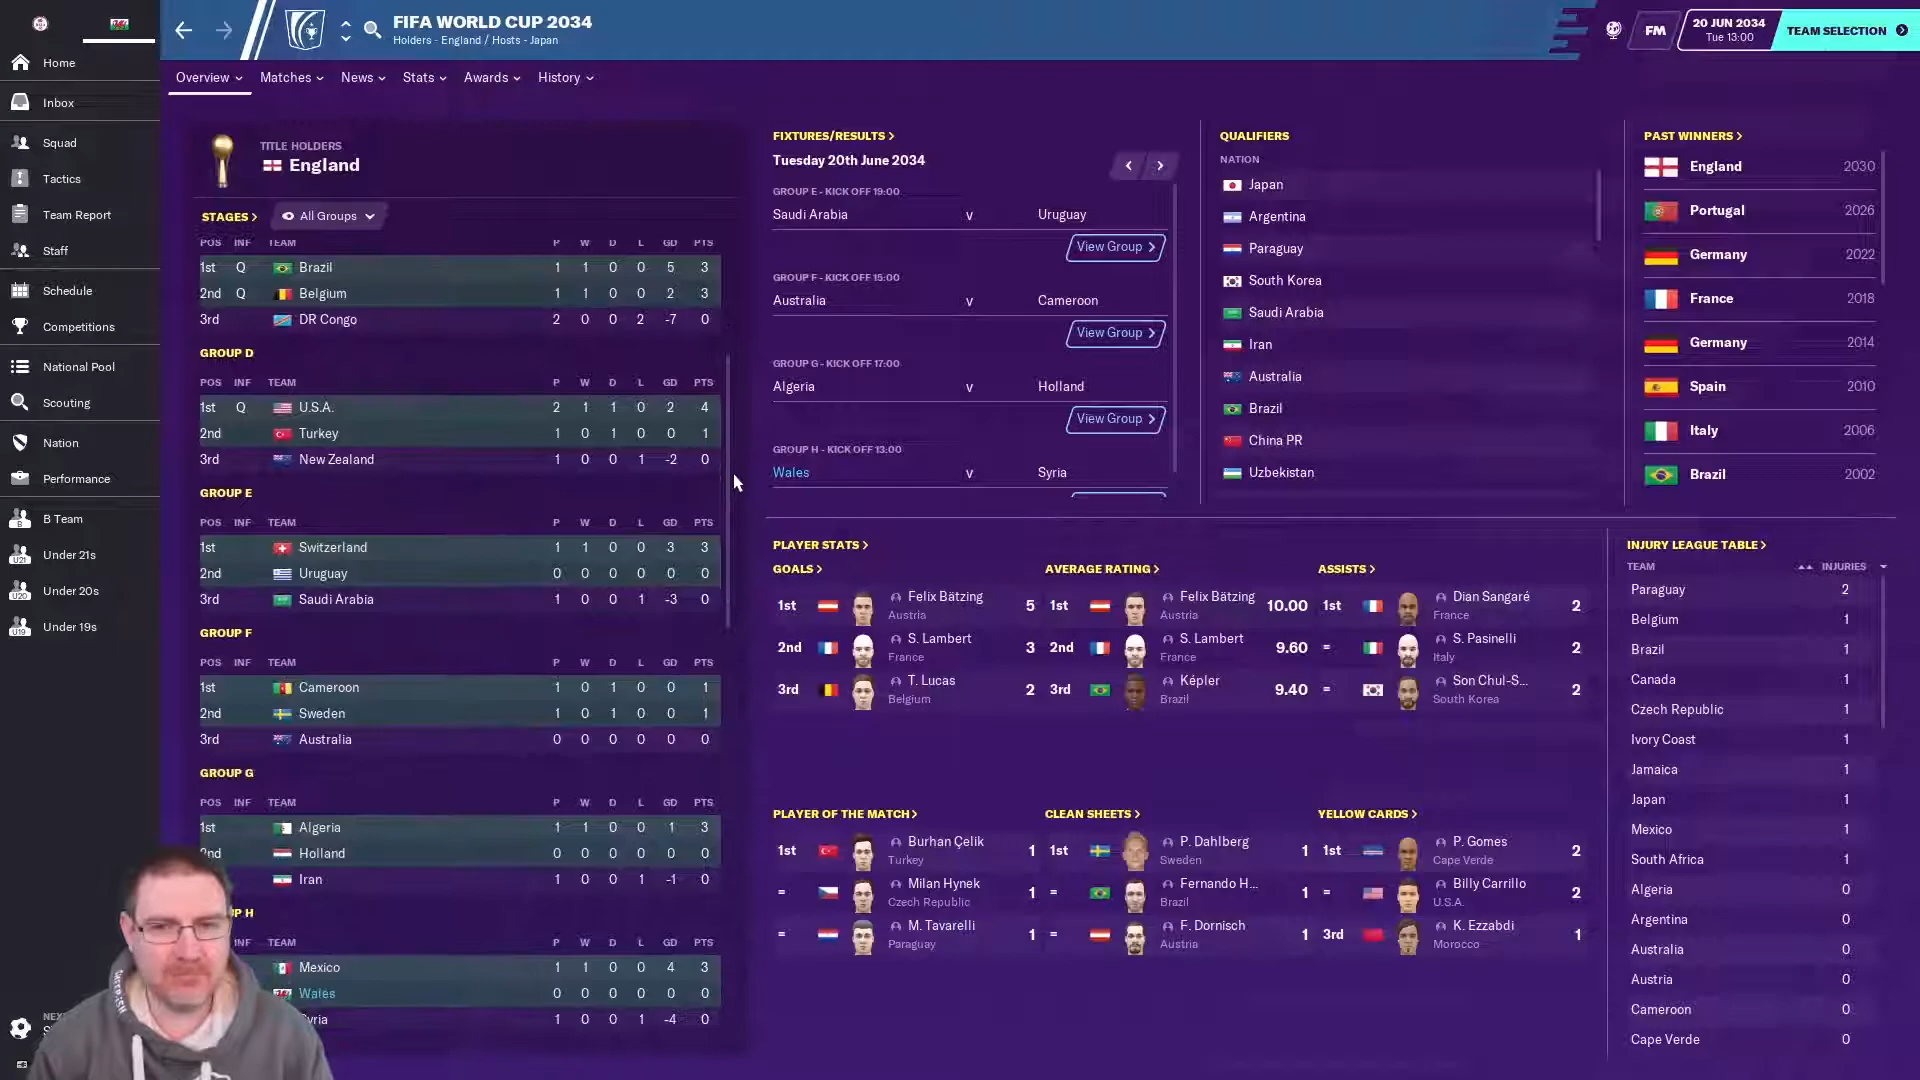 FIFA WORLD CUP 2034
Holders - England / Hosts - Japan
FM
20 JUN 2034
Tue 13:00
TEAM SELECTION
Home
Inbox
Squad
Tactics
Team Report
Staff
Schedule
Competitions
National Pool
Scouting
Nation
Performance
B Team
Under 21s
Under 20s
Under 19s
Overview Matches News Stats Awards History
TITLE HOLDERS
England
STAGES > All Groups
POS INF TEAM P W D L GD PTS
1st Q Brazil 1 1 0 0 5 3
2nd Q Belgium 1 1 0 0 2 3
3rd DR Congo 2 0 0 2 -7 0
GROUP D
POS INF TEAM P W D L GD PTS
1st Q U.S.A. 2 1 1 0 2 4
2nd Turkey 1 0 1 0 0 1
3rd New Zealand 1 0 0 1 -2 0
GROUP E
POS INF TEAM P W D L GD PTS
1st Switzerland 1 1 0 0 3 3
2nd Uruguay 0 0 0 0 0 0
3rd Saudi Arabia 1 0 0 1 -3 0
GROUP F
POS INF TEAM P W D L GD PTS
1st Cameroon 1 0 1 0 0 1
2nd Sweden 1 0 1 0 0 1
3rd Australia 0 0 0 0 0 0
GROUP G
POS INF TEAM P W D L GD PTS
1st Algeria 1 1 0 0 1 3
2nd Holland 0 0 0 0 0 0
Iran 1 0 0 1 -1 0
H
INF TEAM P W D L GD PTS
Mexico 1 1 0 0 4 3
Wales 0 0 0 0 0 0
yria 1 0 0 1 -4 0
FIXTURES/RESULTS >
Tuesday 20th June 2034
GROUP E - KICK OFF 19:00
Saudi Arabia v Uruguay
View Group >
GROUP F - KICK OFF 15:00
Australia v Cameroon
View Group >
GROUP G - KICK OFF 17:00
Algeria v Holland
View Group >
GROUP H - KICK OFF 13:00
Wales v Syria
QUALIFIERS
NATION
Japan
Argentina
Paraguay
South Korea
Saudi Arabia
Iran
Australia
Brazil
China PR
Uzbekistan
PAST WINNERS >
England 2030
Portugal 2026
Germany 2022
France 2018
Germany 2014
Spain 2010
Italy 2006
Brazil 2002
PLAYER STATS >
GOALS >
1st Felix Bätzing 5
Austria
2nd S. Lambert 3
France
3rd T. Lucas 2
Belgium
AVERAGE RATING >
1st Felix Bätzing 10.00
Austria
2nd S. Lambert 9.60
France
3rd Képler 9.40
Brazil
ASSISTS >
1st Dian Sangaré 2
France
= S. Pasinelli 2
Italy
= Son Chul-S... 2
South Korea
PLAYER OF THE MATCH >
1st Burhan Çelik 1
Turkey
= Milan Hynek 1
Czech Republic
= M. Tavarelli 1
Paraguay
CLEAN SHEETS >
1st P. Dahlberg 1
Sweden
= Fernando H... 1
Brazil
= F. Dornisch 1
Austria
YELLOW CARDS >
1st P. Gomes 2
Cape Verde
= Billy Carrillo 2
U.S.A.
3rd K. Ezzabdi 1
Morocco
INJURY LEAGUE TABLE >
TEAM INJURIES
Paraguay 2
Belgium 1
Brazil 1
Canada 1
Czech Republic 1
Ivory Coast 1
Jamaica 1
Japan 1
Mexico 1
South Africa 1
Algeria 0
Argentina 0
Australia 0
Austria 0
Cameroon 0
Cape Verde 0